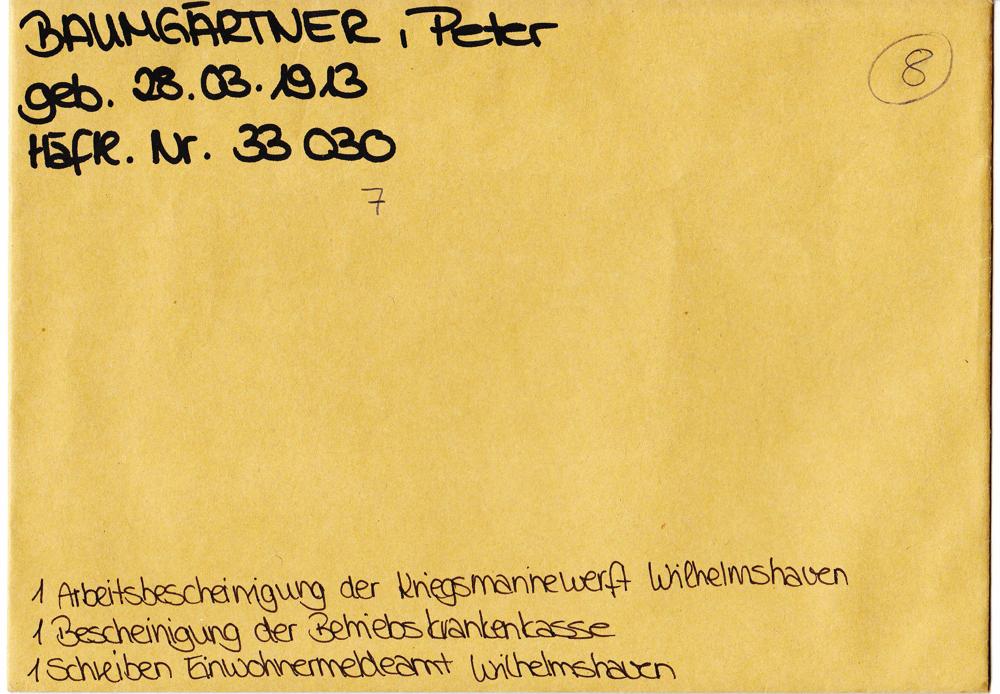 BAUMGÄRTNER, Peter
8
geb. 28.03.1913
Häftl. Nr. 33 030
7
1 Arbeitsbescheinigung der Kriegsmarinewerft Wilhelmshaven
1 Bescheinigung der Betriebskrankenkasse
1 Schreiben Einwohnermeldeamt Wilhelmshaven